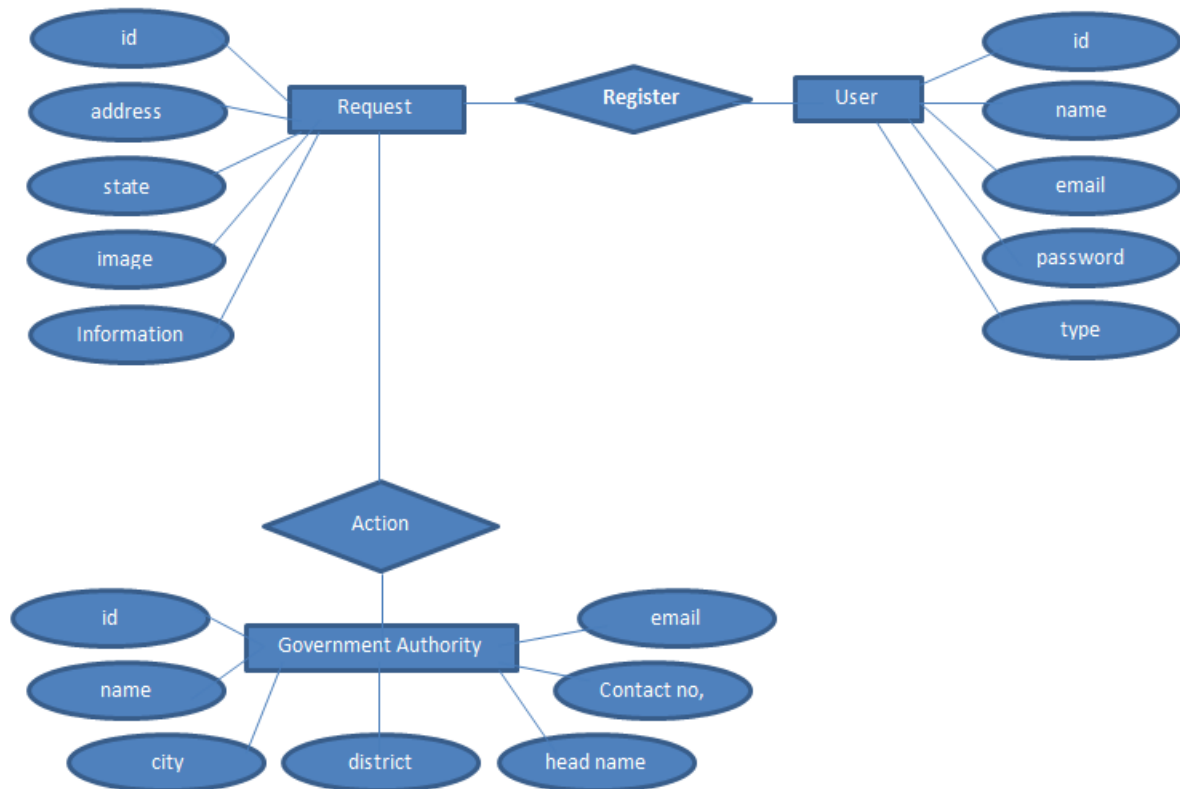 id
address
state
image
Information
Request
Register
User
id
name
email
password
type
Action
id
name
city
district
head name
Contact no,
email
Government Authority